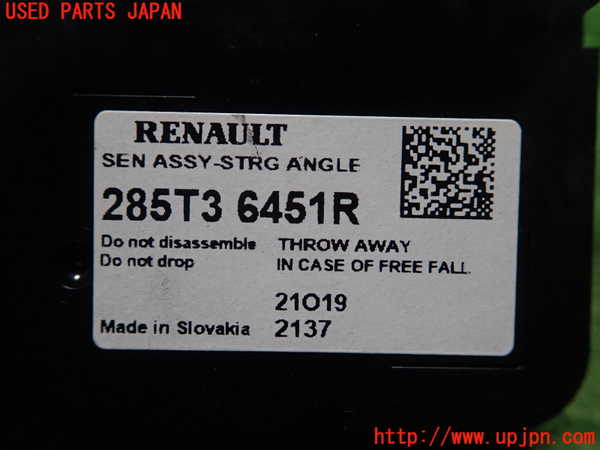 USED PARTS JAPAN
RENAULT
SEN ASSY-STRG ANGLE
285T3 6451R
Do not disassemble THROW AWAY
Do not drop IN CASE OF FREE FALL.
21O19
Made in Slovakia 2137
http://www.upjpn.com/